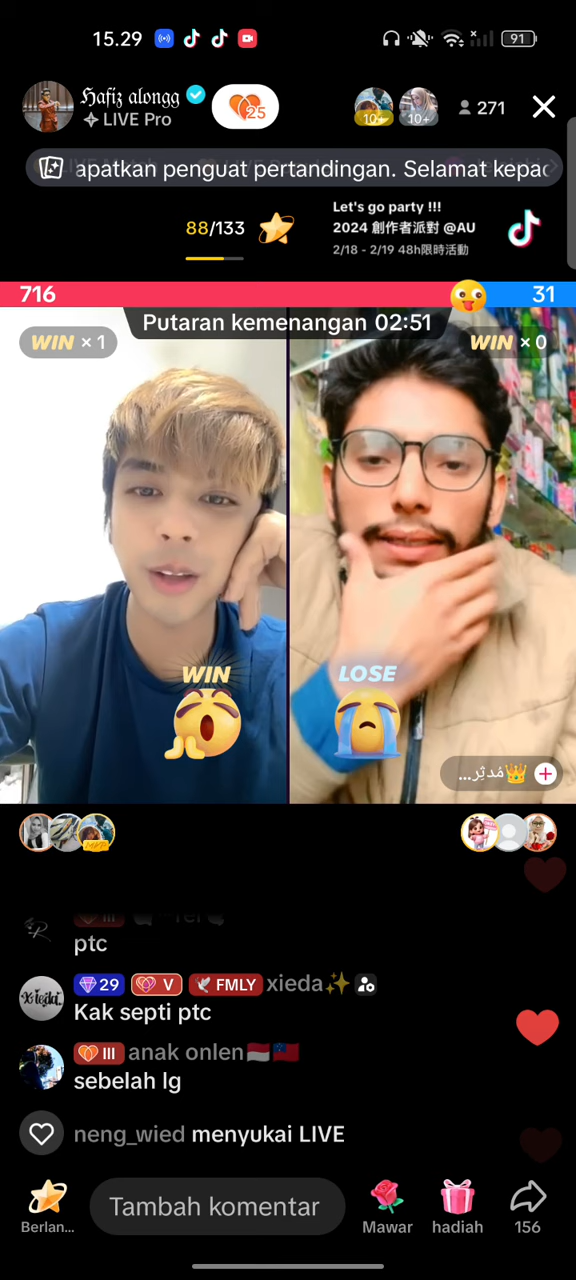 15.29
91
ℌafiz alongg
LIVE Pro
25
10+
10+
271
apatkan penguat pertandingan. Selamat kepad
88/133
Let's go party !!!
2024 創作者派對 @AU
2/18 - 2/19 48h限時活動
716
31
Putaran kemenangan 02:51
WIN × 1
WIN × 0
WIN
LOSE
...مُدثِر👑
III
ptc
29
V
FMLY
xieda✨
Kak septi ptc
III
anak onlen🇮🇩🇼🇸
sebelah lg
neng_wied menyukai LIVE
Berlan...
Tambah komentar
Mawar
hadiah
156